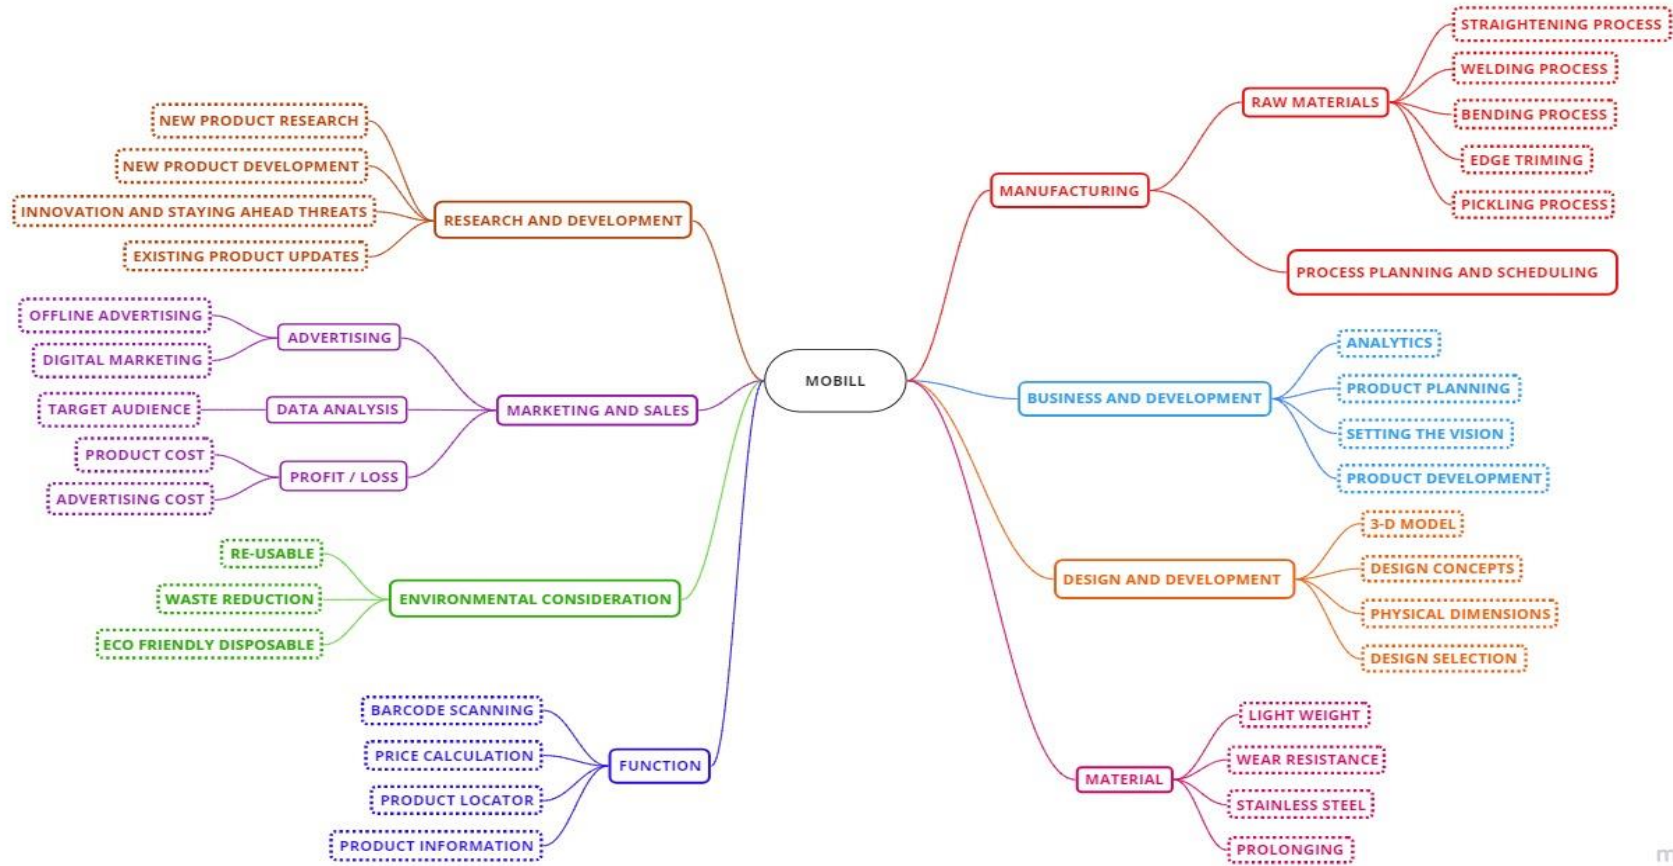 MOBILL
RESEARCH AND DEVELOPMENT
NEW PRODUCT RESEARCH
NEW PRODUCT DEVELOPMENT
INNOVATION AND STAYING AHEAD THREATS
EXISTING PRODUCT UPDATES
MARKETING AND SALES
ADVERTISING
OFFLINE ADVERTISING
DIGITAL MARKETING
DATA ANALYSIS
TARGET AUDIENCE
PROFIT / LOSS
PRODUCT COST
ADVERTISING COST
ENVIRONMENTAL CONSIDERATION
RE-USABLE
WASTE REDUCTION
ECO FRIENDLY DISPOSABLE
FUNCTION
BARCODE SCANNING
PRICE CALCULATION
PRODUCT LOCATOR
PRODUCT INFORMATION
MANUFACTURING
RAW MATERIALS
STRAIGHTENING PROCESS
WELDING PROCESS
BENDING PROCESS
EDGE TRIMING
PICKLING PROCESS
PROCESS PLANNING AND SCHEDULING
BUSINESS AND DEVELOPMENT
ANALYTICS
PRODUCT PLANNING
SETTING THE VISION
PRODUCT DEVELOPMENT
DESIGN AND DEVELOPMENT
3-D MODEL
DESIGN CONCEPTS
PHYSICAL DIMENSIONS
DESIGN SELECTION
MATERIAL
LIGHT WEIGHT
WEAR RESISTANCE
STAINLESS STEEL
PROLONGING